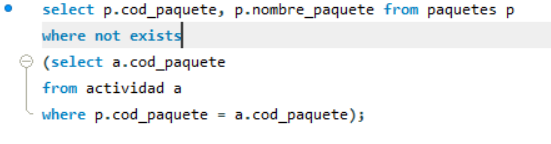 select p.cod_paquete, p.nombre_paquete from paquetes p
where not exists
(select a.cod_paquete
from actividad a
where p.cod_paquete = a.cod_paquete);